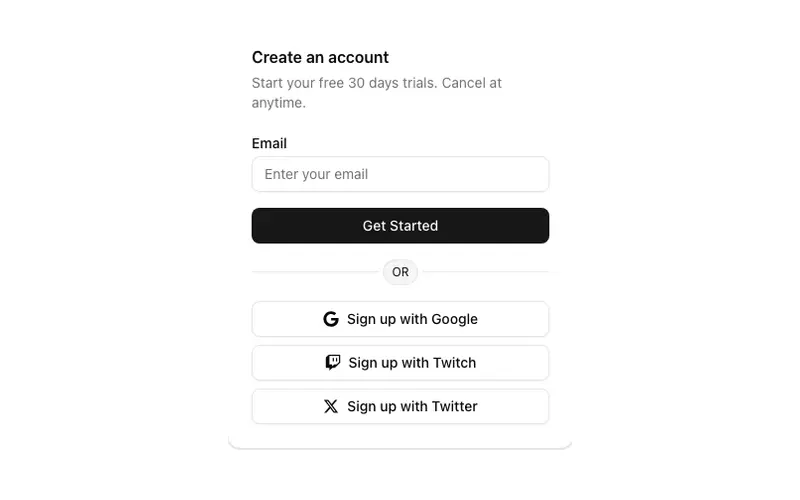 Create an account
Start your free 30 days trials. Cancel at
anytime.
Email
Enter your email
Get Started
OR
Sign up with Google
Sign up with Twitch
Sign up with Twitter